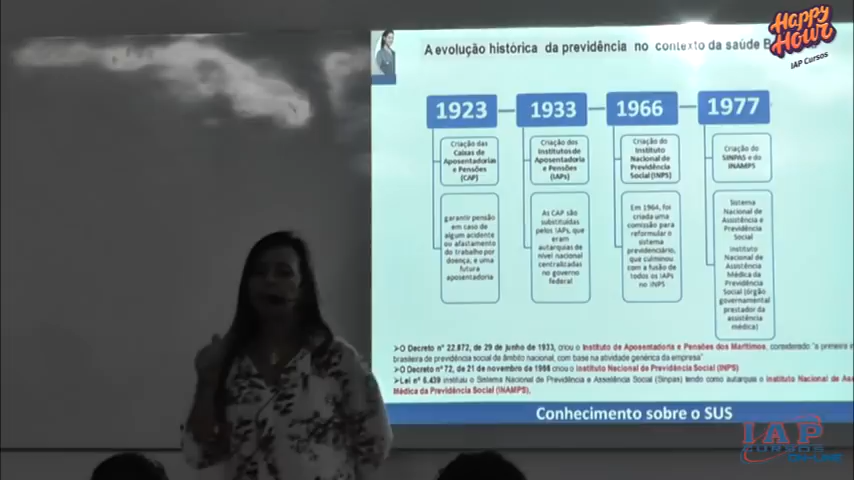 A evolução histórica da previdência no contexto da saúde B
HAPPY
HOUR
IAP Cursos
1923
1933
1966
1977
Criação das
Caixas de
Aposentadorias
e Pensões
(CAP)
garantir pensão
em caso de
algum acidente
ou afastamento
do trabalho por
doença, e uma
futura
aposentadoria
Criação dos
Institutos de
Aposentadoria
e Pensões
(IAPs)
As CAP são
substituídas
pelos IAPs, que
eram
autarquias de
nível nacional
centralizadas
no governo
federal
Criação do
Instituto
Nacional de
Previdência
Social (INPS)
Em 1964, foi
criada uma
comissão para
reformular o
sistema
previdenciário,
que culminou
com a fusão de
todos os IAPs
no INPS
Criação do
SINPAS e do
INAMPS
Sistema
Nacional de
Assistência e
Previdência
Social
Instituto
Nacional de
Assistência
Médica da
Previdência
Social (órgão
governamental
prestador da
assistência
médica)
➢O Decreto nº 22.872, de 29 de junho de 1933, criou o Instituto de Aposentadoria e Pensões dos Marítimos, considerado "a primeira i
brasileira de previdência social de âmbito nacional, com base na atividade genérica da empresa"
➢O Decreto nº 72, de 21 de novembro de 1966 criou o Instituto Nacional de Previdência Social (INPS)
➢Lei nº 6.439 instituiu o Sistema Nacional de Previdência e Assistência Social (Sinpas) tendo como autarquia o Instituto Nacional de As
Médica da Previdência Social (INAMPS),
Conhecimento sobre o SUS
IAP
CURSOS
ON-LINE